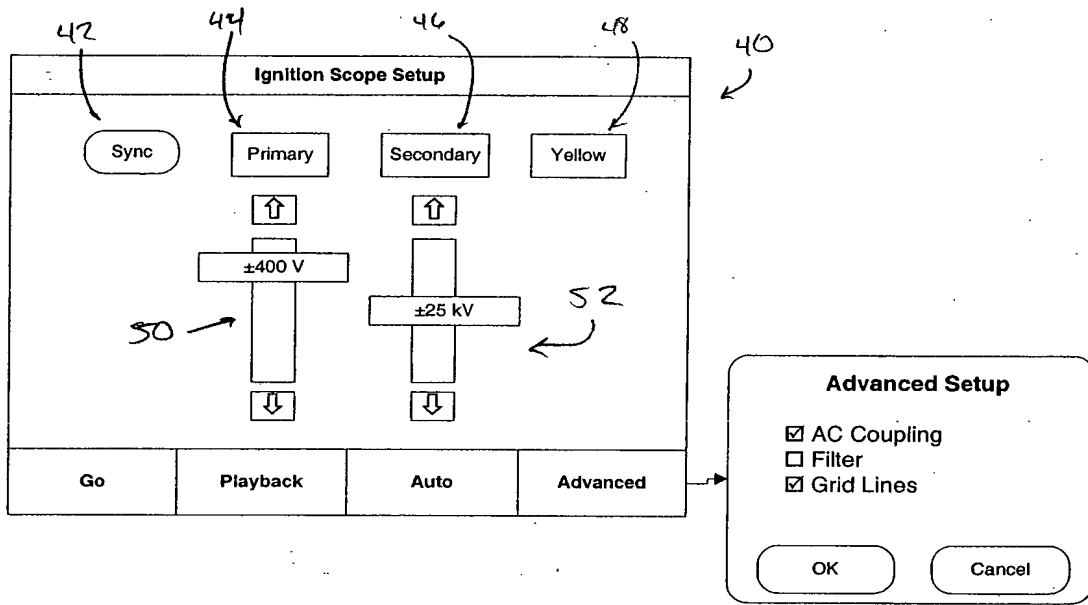 42
44
46
48
40
Ignition Scope Setup
Sync
Primary
Secondary
Yellow
±400 V
±25 kV
50
52
Go
Playback
Auto
Advanced
Advanced Setup
☑ AC Coupling
☐ Filter
☑ Grid Lines
OK
Cancel